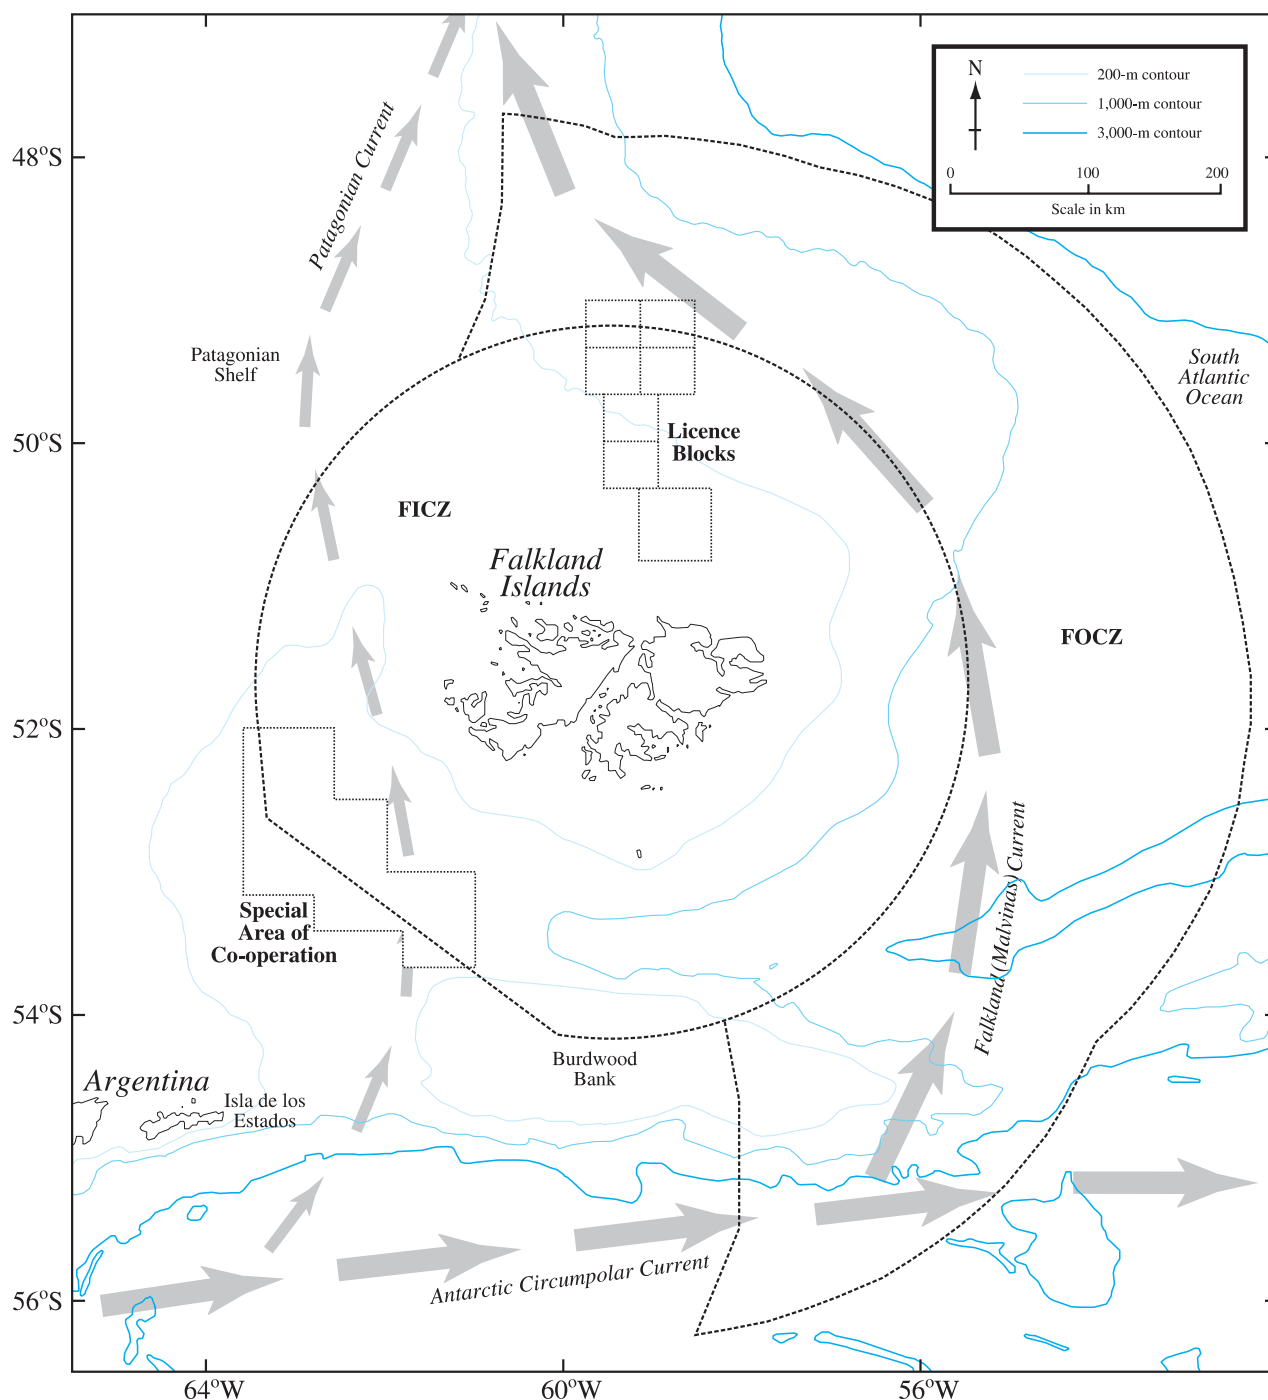 N
200-m contour
1,000-m contour
3,000-m contour
0
100
200
Scale in km
48°S
Patagonian Current
Patagonian
Shelf
South
Atlantic
Ocean
50°S
Licence
Blocks
FICZ
Falkland
Islands
FOCZ
52°S
Special
Area of
Co-operation
Falkland (Malvinas) Current
54°S
Burdwood
Bank
Argentina
Isla de los
Estados
Antarctic Circumpolar Current
56°S
64°W
60°W
56°W